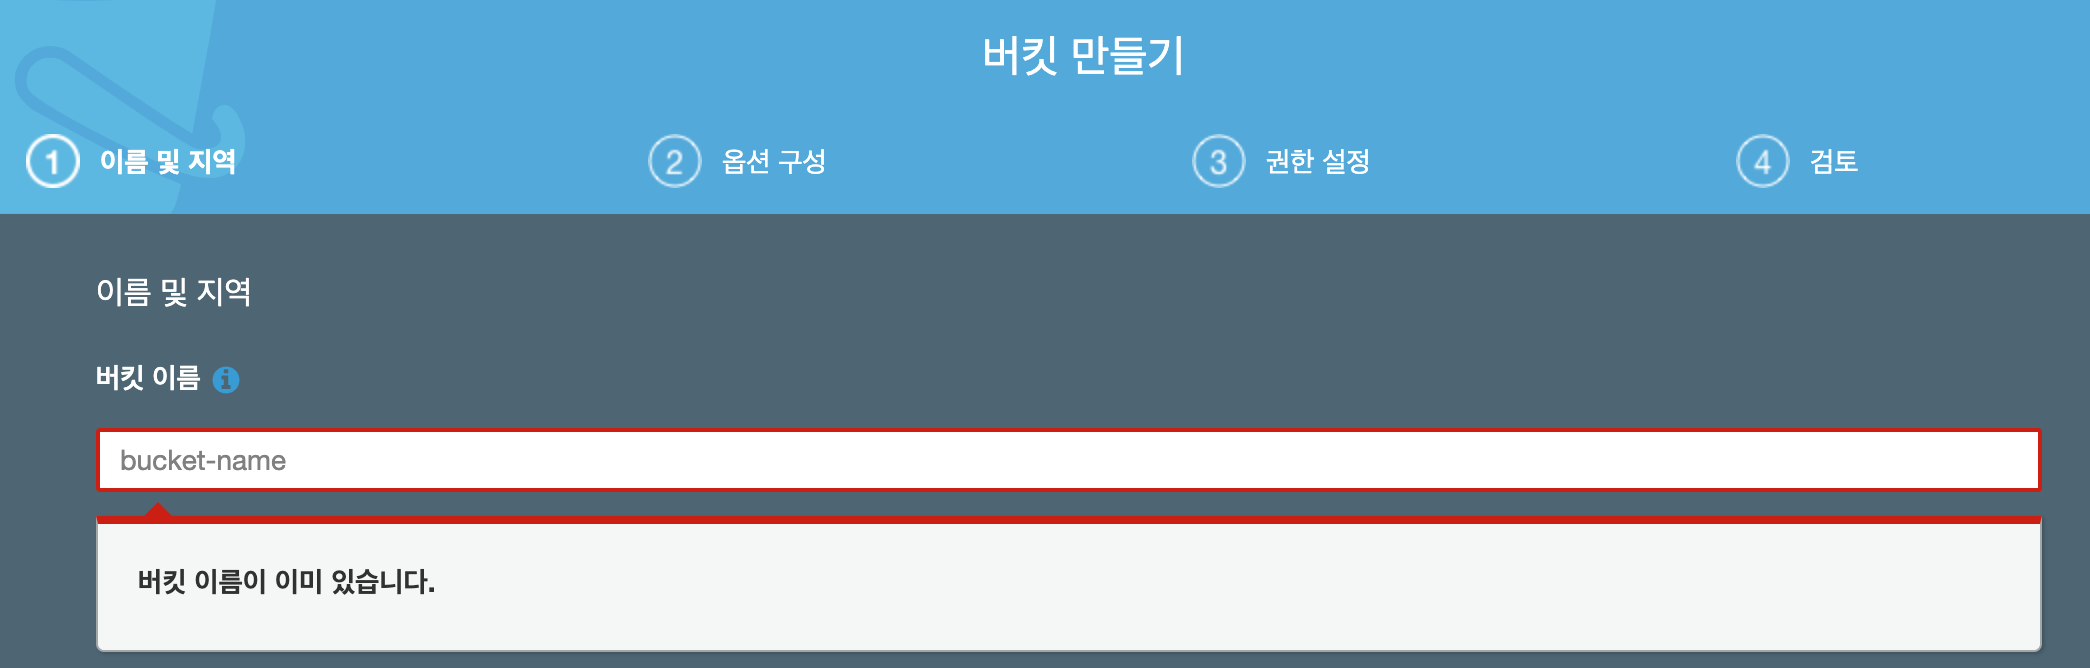 버킷 만들기
1 이름 및 지역 2 옵션 구성 3 권한 설정 4 검토
이름 및 지역
버킷 이름 i
bucket-name
버킷 이름이 이미 있습니다.